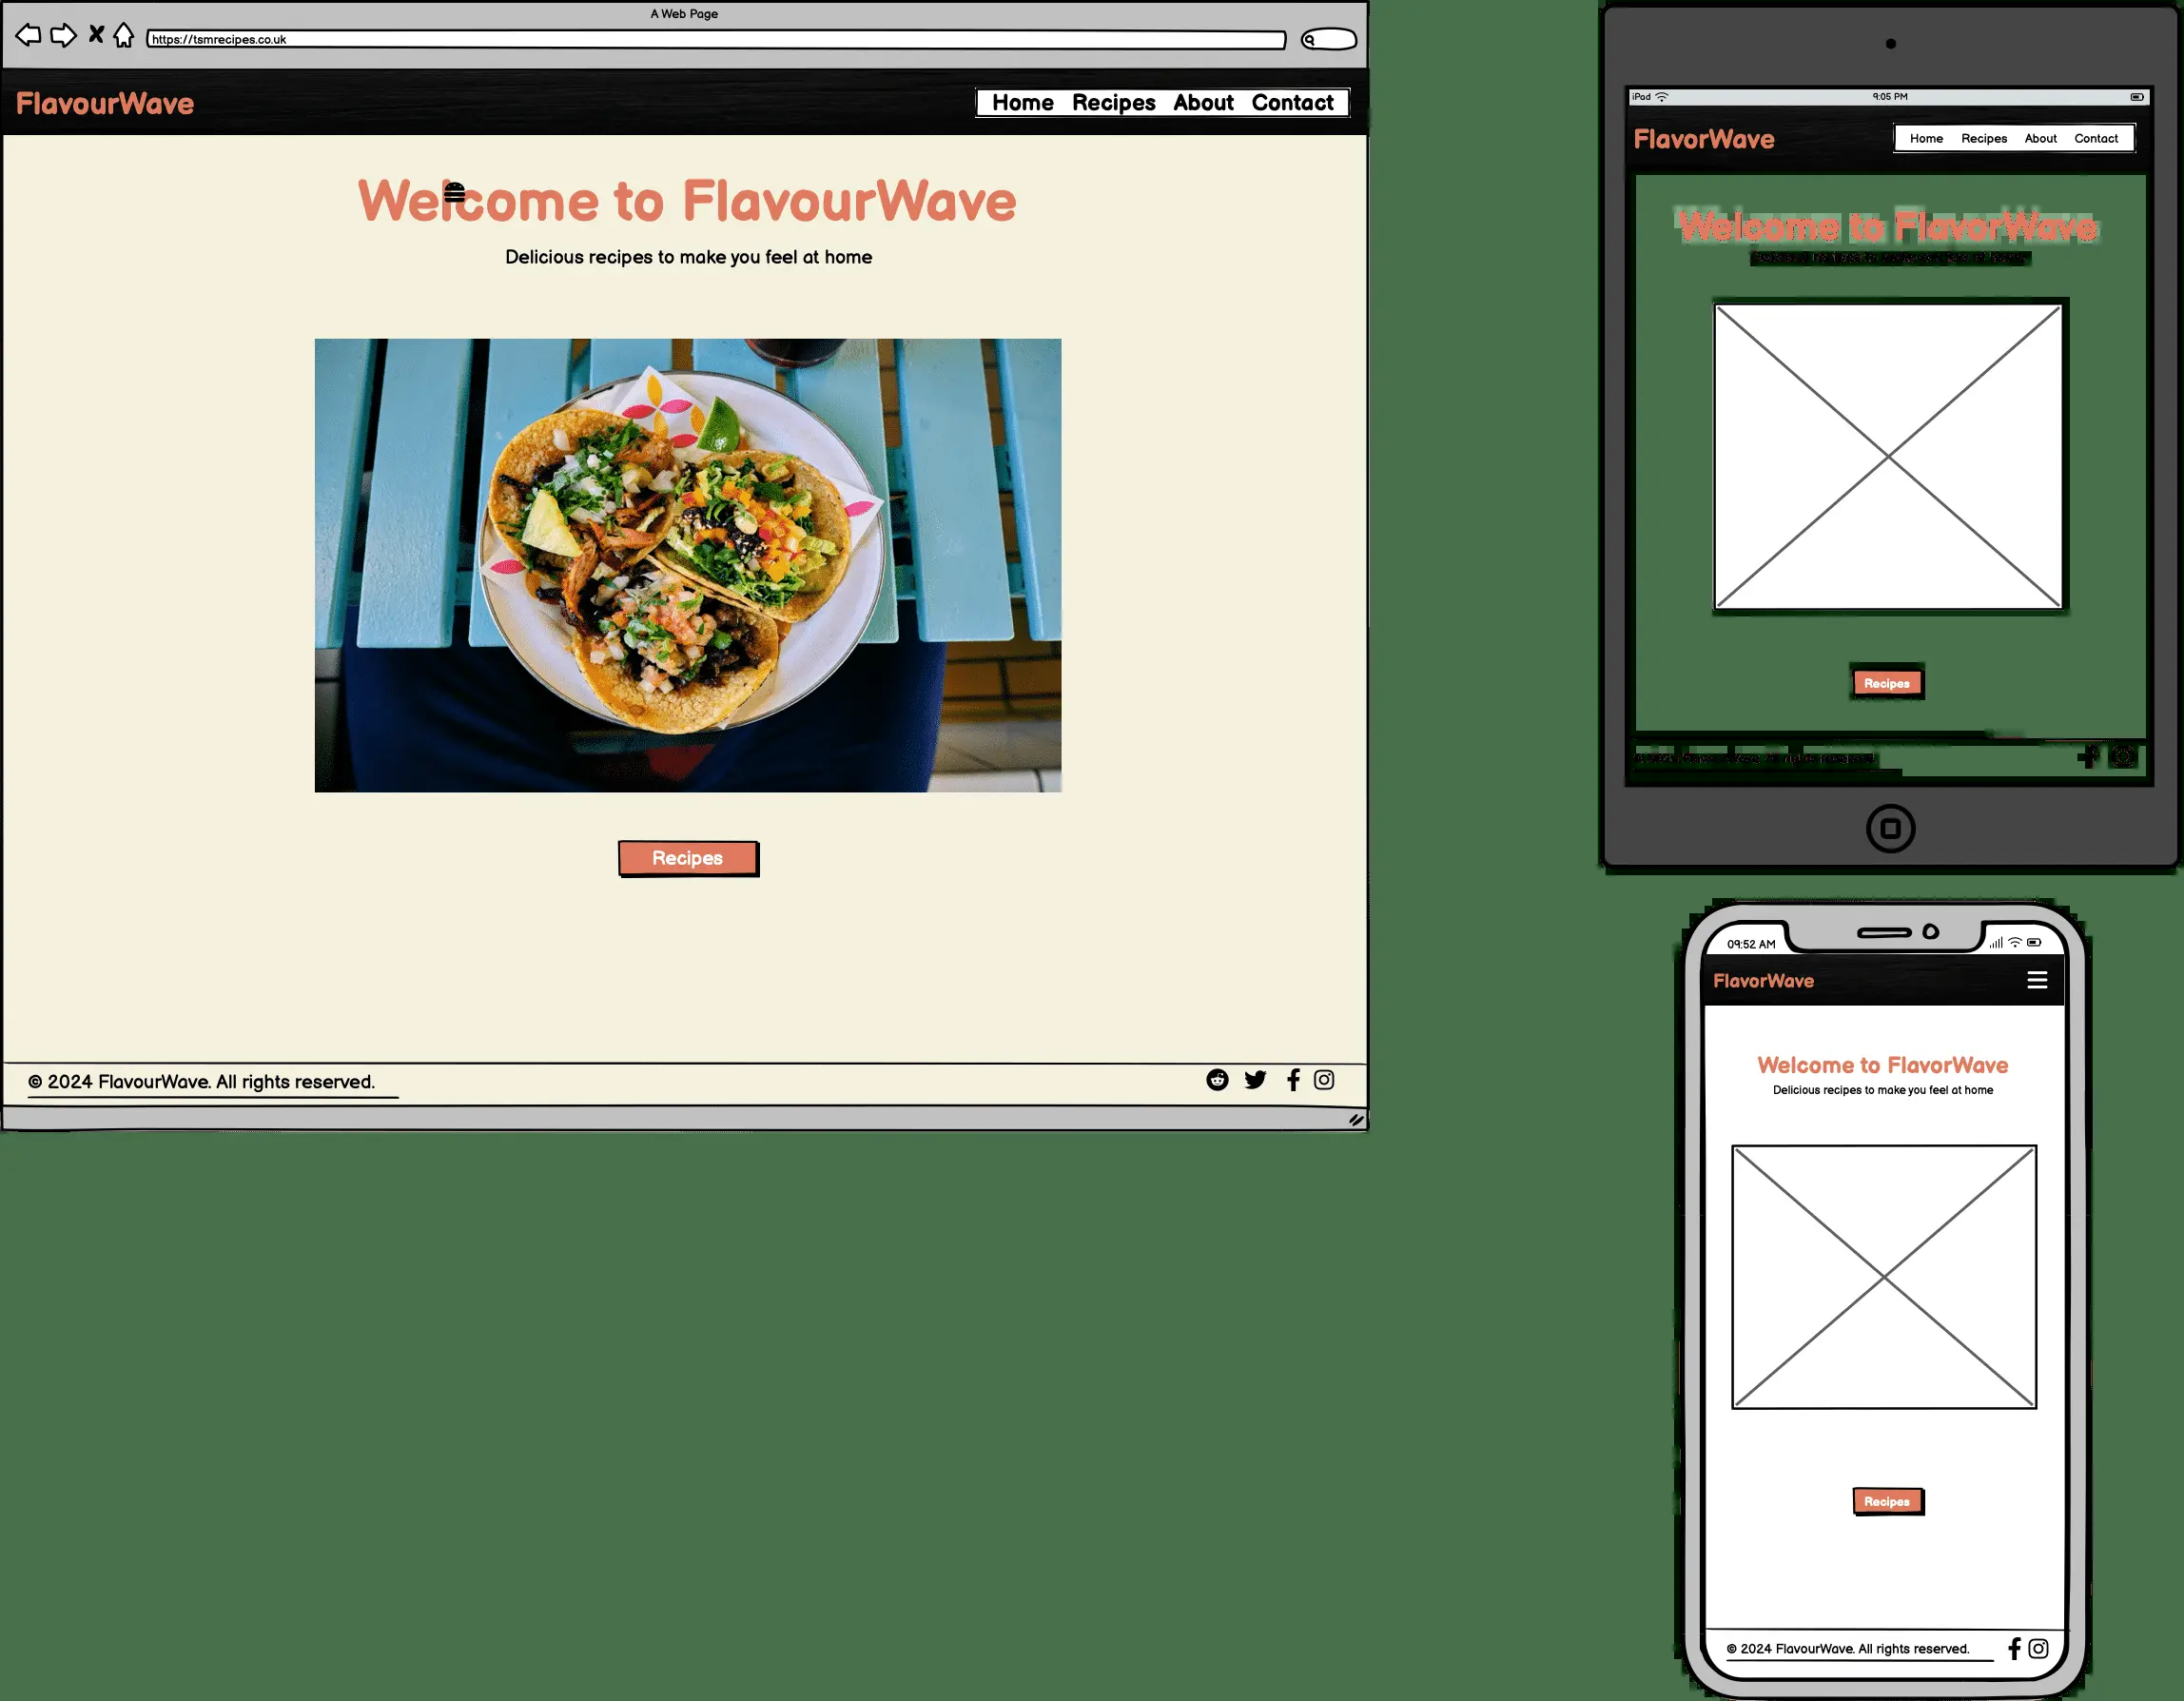 A Web Page
https://tsmrecipes.co.uk
FlavourWave
Home Recipes About Contact
Welcome to FlavourWave
Delicious recipes to make you feel at home
Recipes
© 2024 FlavourWave. All rights reserved.
iPad
9:05 PM
FlavorWave
Home Recipes About Contact
Welcome to FlavorWave
Recipes
09:52 AM
FlavorWave
Welcome to FlavorWave
Delicious recipes to make you feel at home
Recipes
© 2024 FlavourWave. All rights reserved.